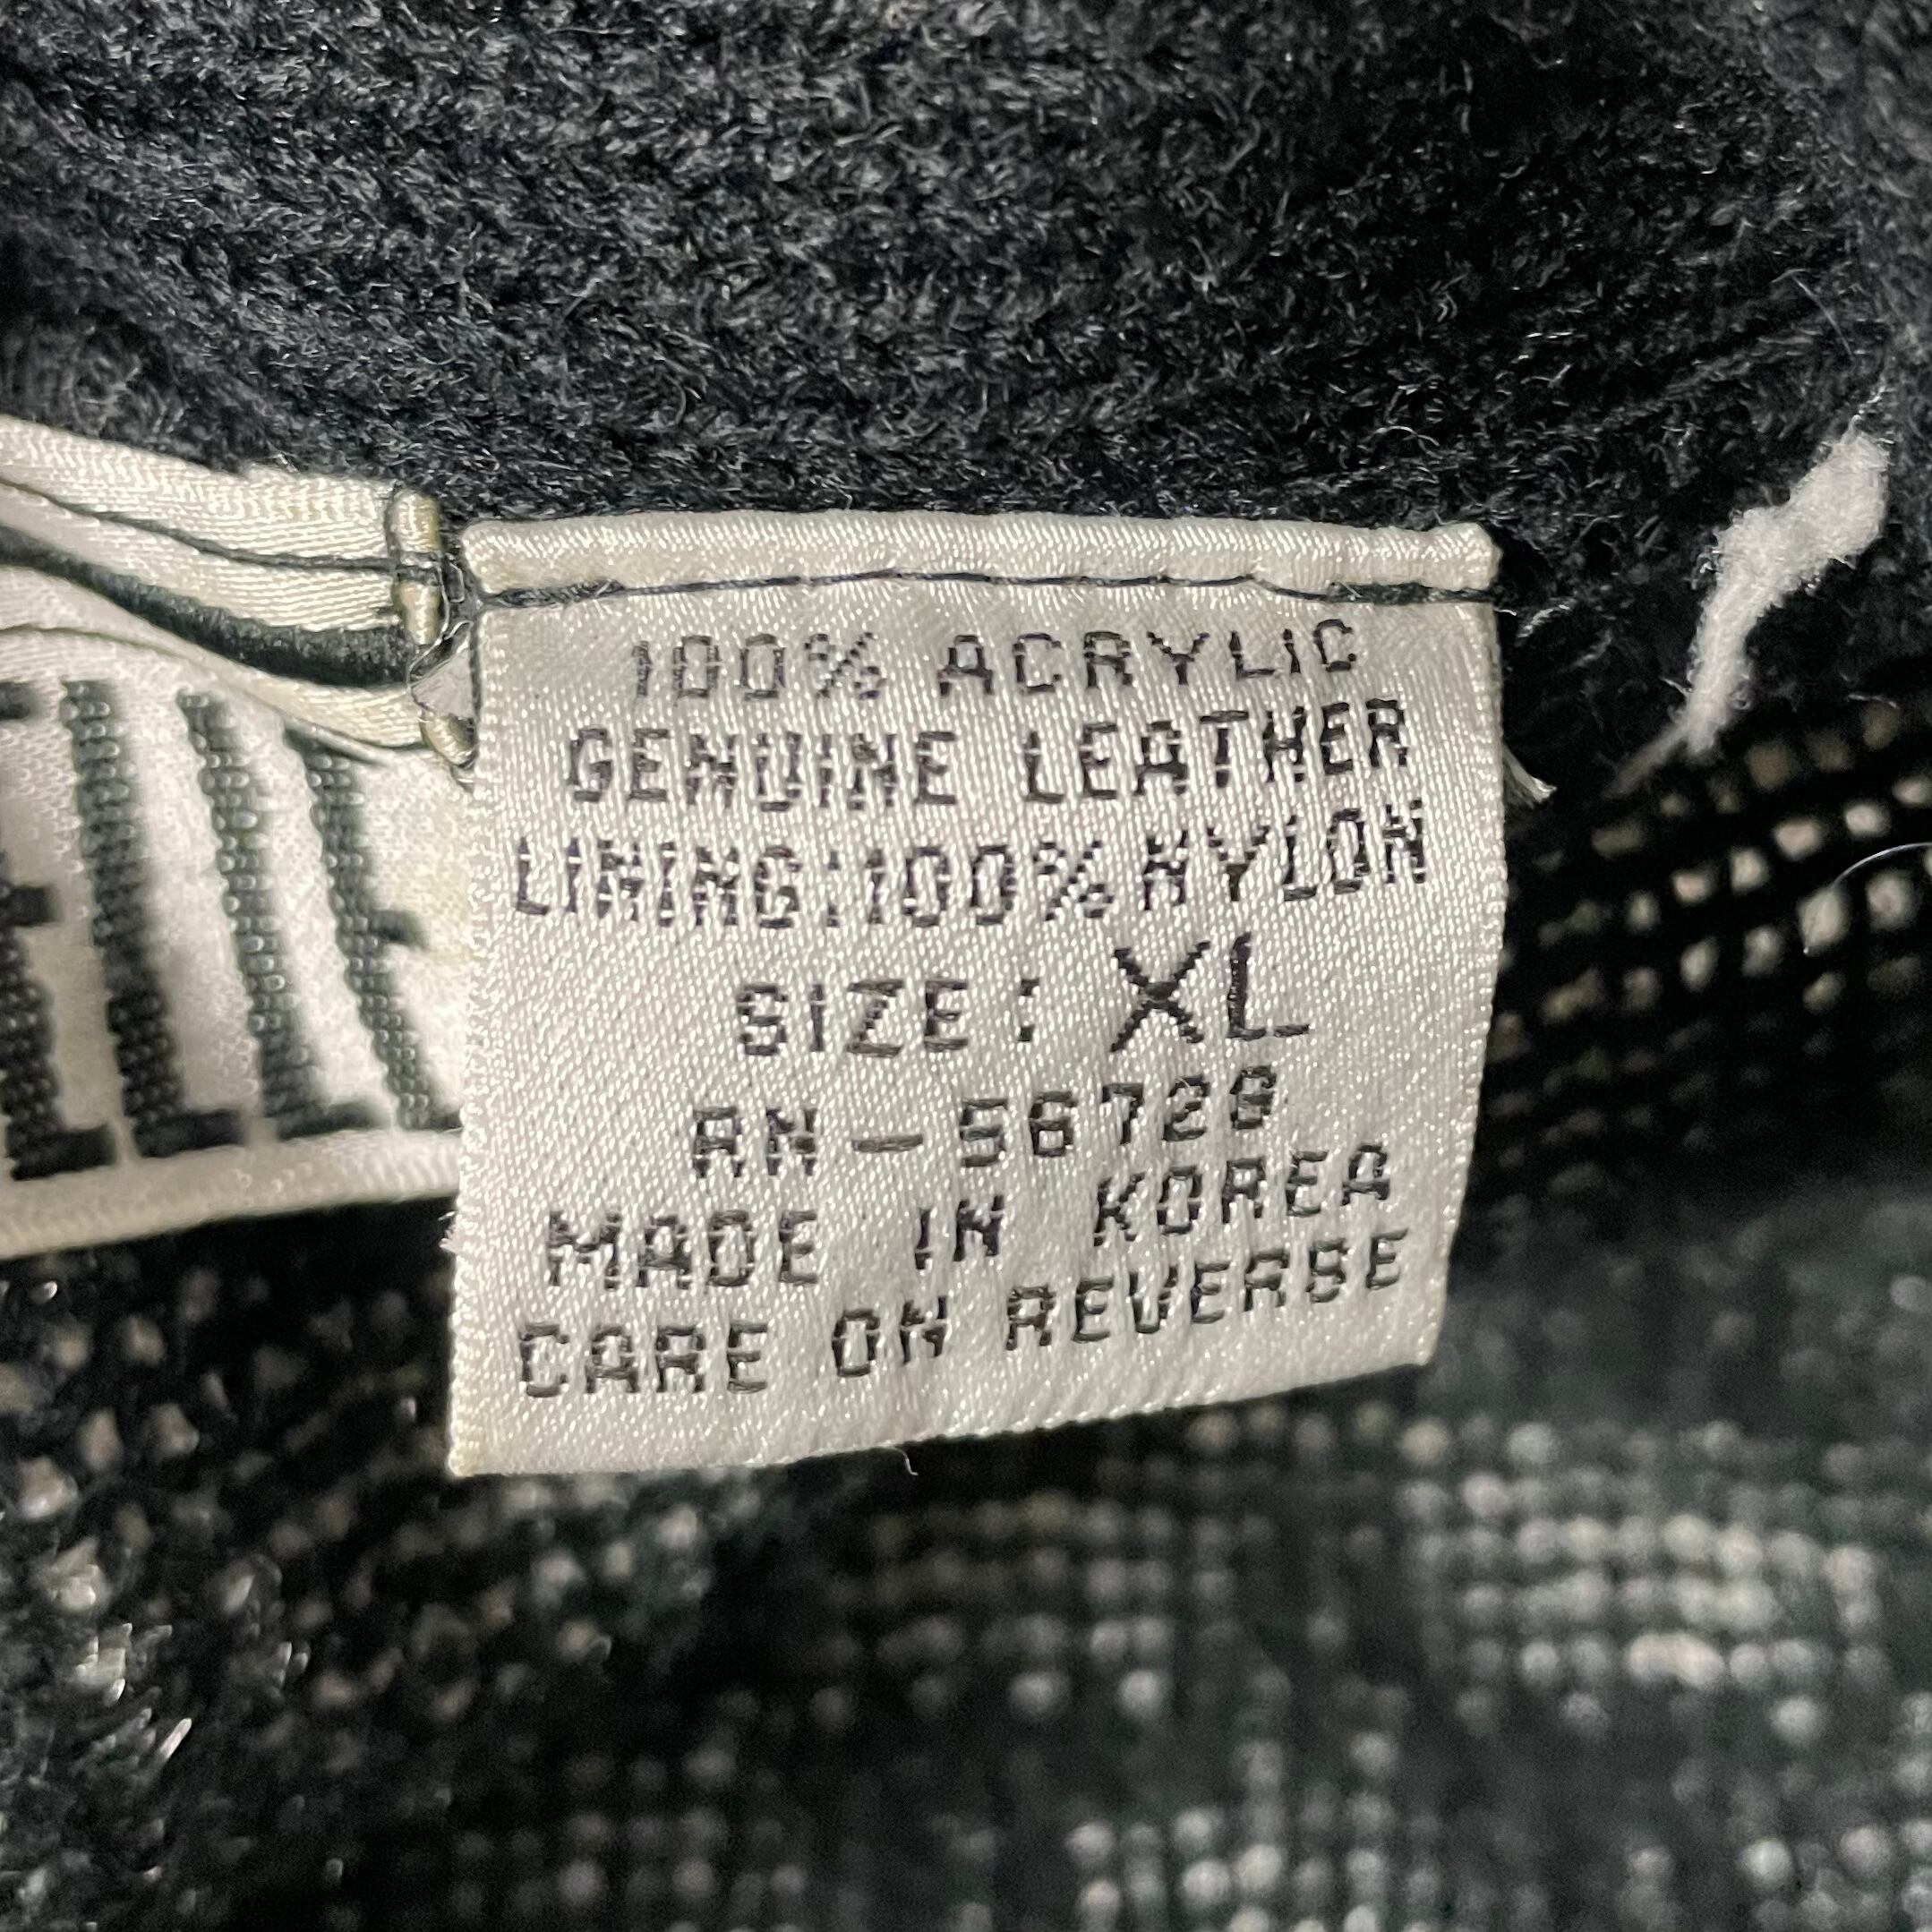 100% ACRYLIC
GENUINE LEATHER
LINING:100% NYLON
SIZE: XL
RN-56728
MADE IN KOREA
CARE ON REVERSE